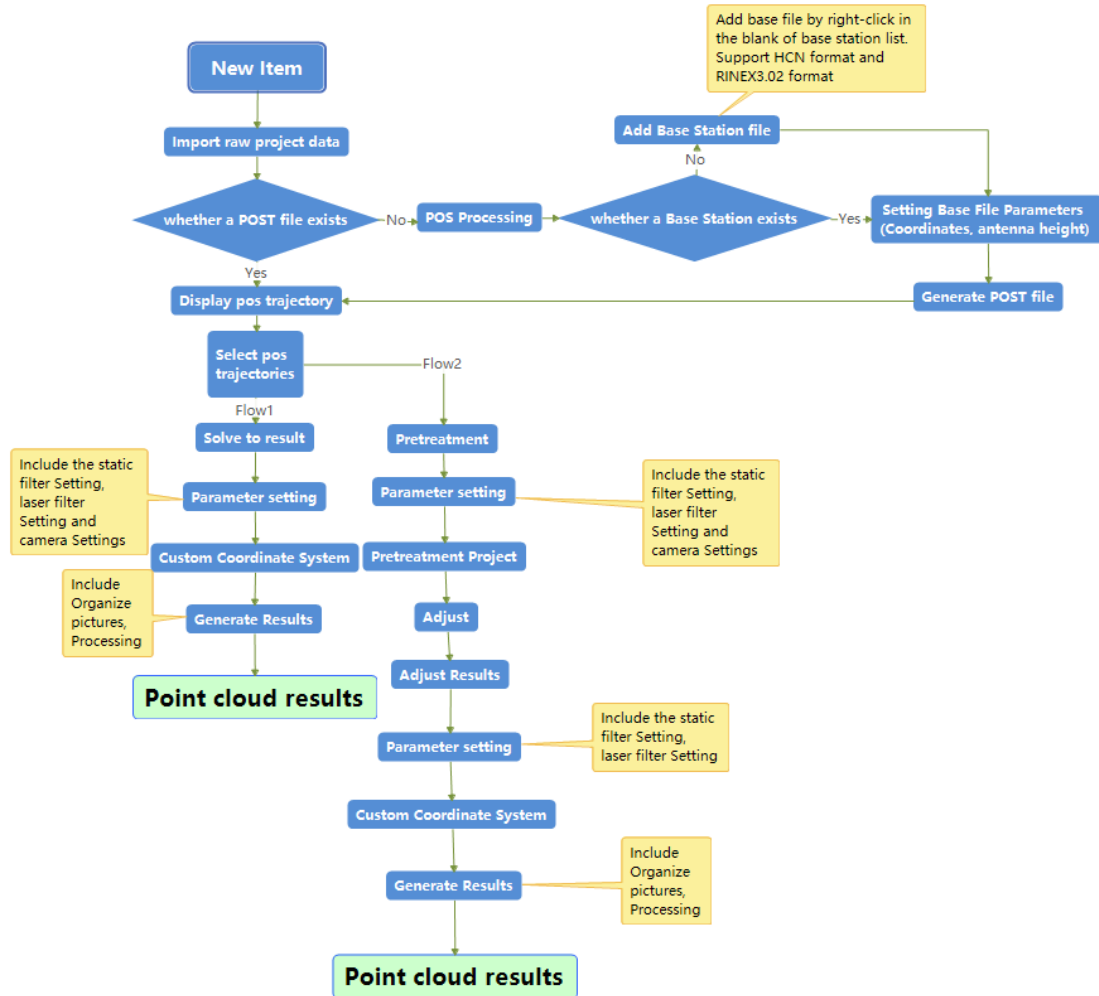 New Item
Add base file by right-click in
the blank of base station list.
Support HCN format and
RINEX3.02 format
Import raw project data
Add Base Station file
No
whether a POST file exists
No
POS Processing
whether a Base Station exists
Yes
Setting Base File Parameters
(Coordinates, antenna height)
Yes
Display pos trajectory
Generate POST file
Select pos
trajectories
Flow2
Flow1
Solve to result
Include the static
filter Setting,
laser filter
Setting and
camera Settings
Parameter setting
Custom Coordinate System
Include
Organize
pictures,
Processing
Generate Results
Point cloud results
Pretreatment
Parameter setting
Include the static
filter Setting,
laser filter
Setting and
camera Settings
Pretreatment Project
Adjust
Adjust Results
Parameter setting
Include the static
filter Setting,
laser filter Setting
Custom Coordinate System
Generate Results
Include
Organize
pictures,
Processing
Point cloud results